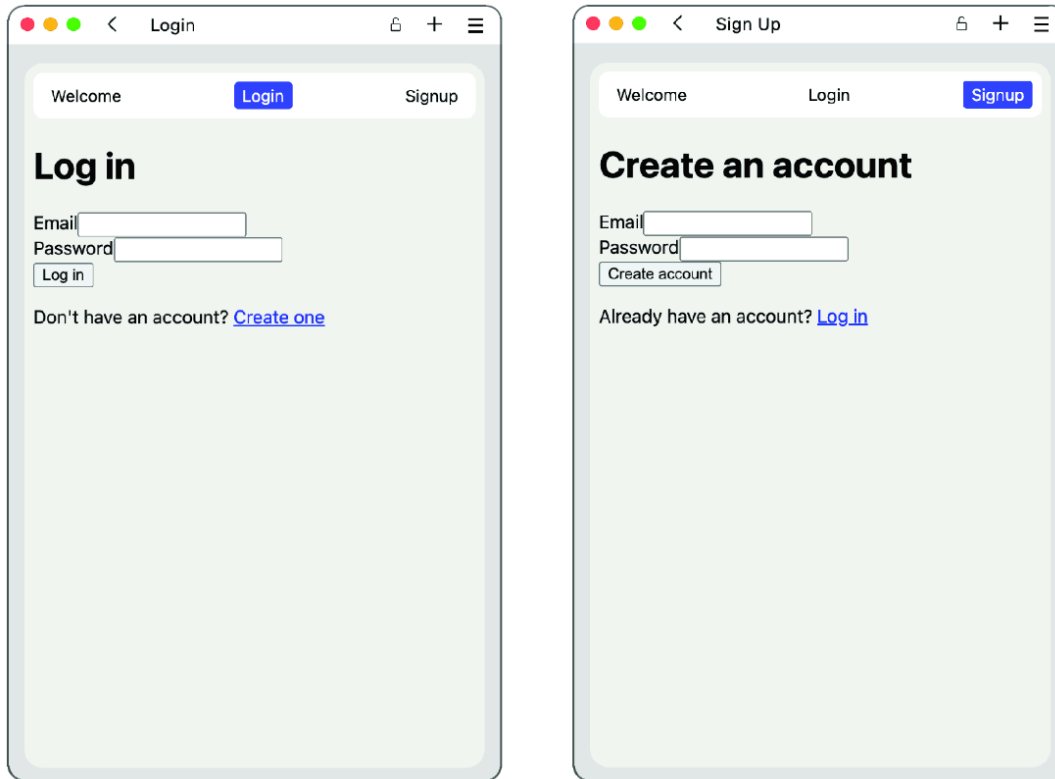 Login
Welcome Login Signup
Log in
Email
Password
Log in
Don't have an account? Create one
Sign Up
Welcome Login Signup
Create an account
Email
Password
Create account
Already have an account? Log in